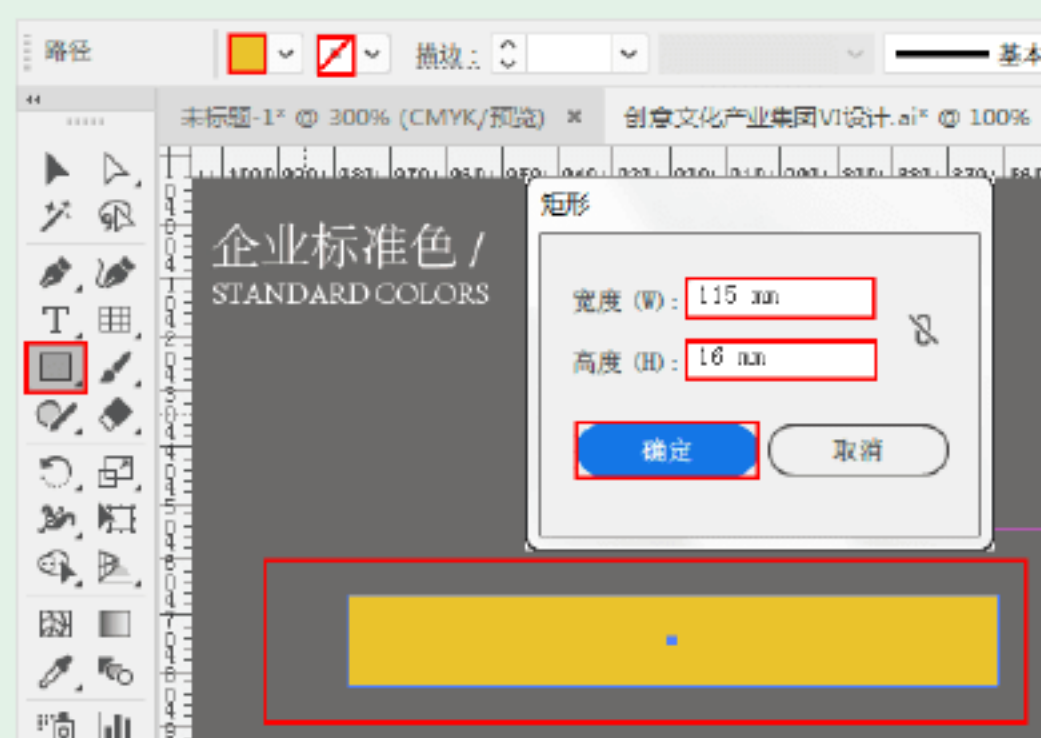 路径
描边：
基本
未标题-1* @ 300% (CMYK/预览)
创意文化产业集团VI设计.ai* @ 100%
企业标准色 /
STANDARD COLORS
矩形
宽度 (W)：115 mm
高度 (H)：16 mm
确定
取消